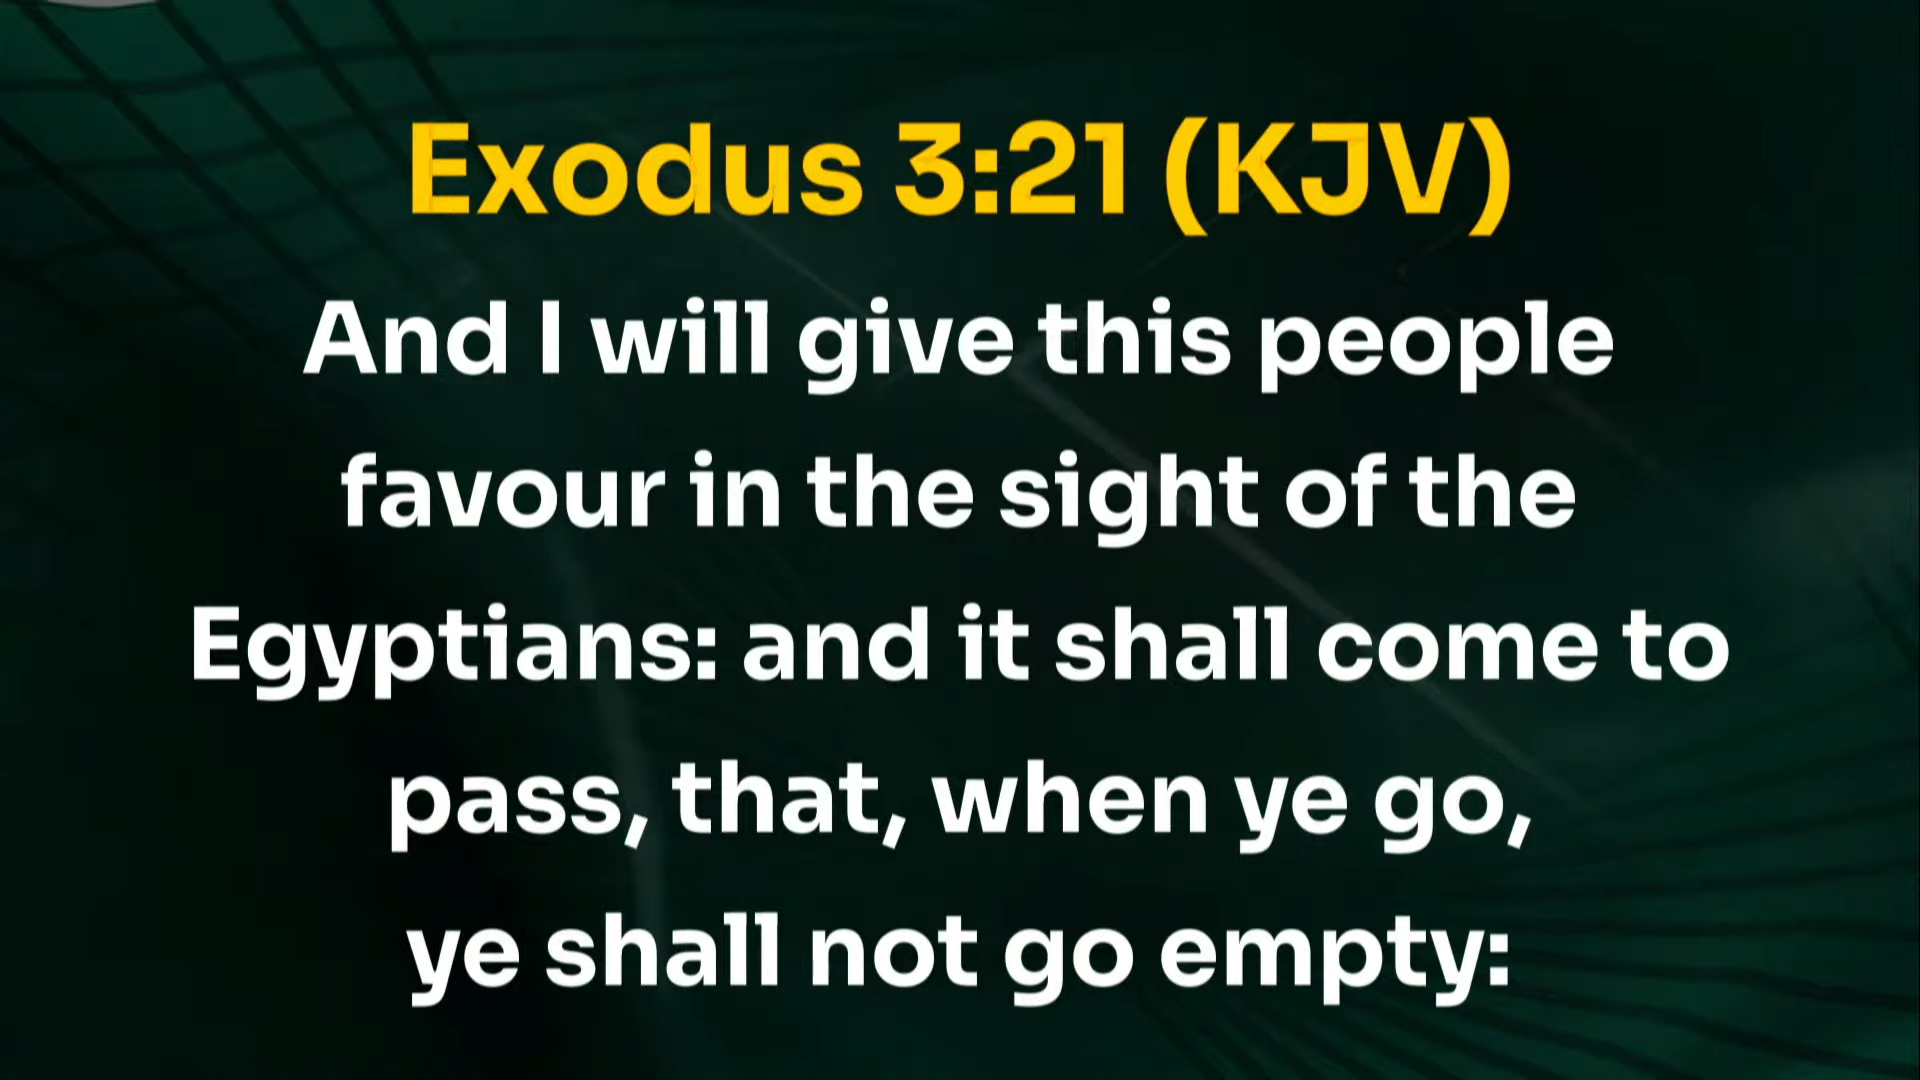 Exodus 3:21 (KJV)
And I will give this people
favour in the sight of the
Egyptians: and it shall come to
pass, that, when ye go,
ye shall not go empty: